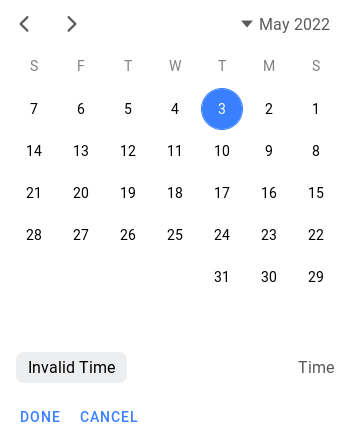 May 2022
S F T W T M S
7 6 5 4 3 2 1
14 13 12 11 10 9 8
21 20 19 18 17 16 15
28 27 26 25 24 23 22
31 30 29
Invalid Time Time
DONE CANCEL